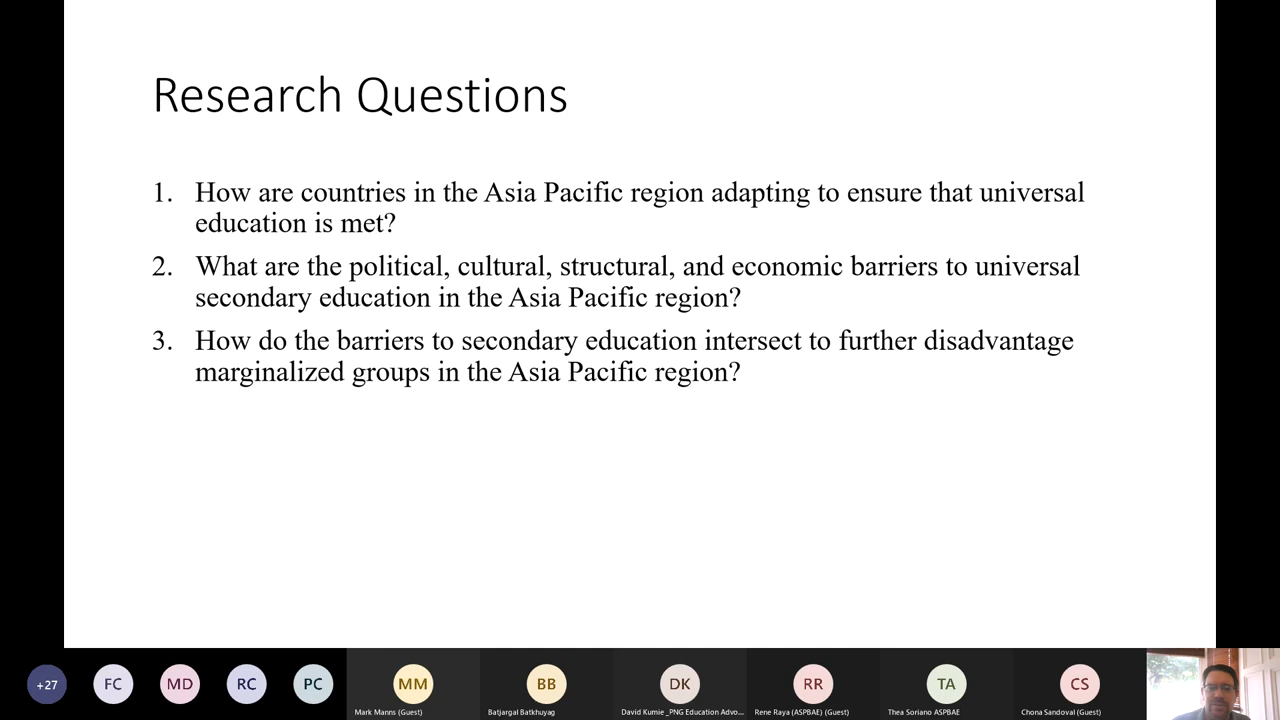 Research Questions
1. How are countries in the Asia Pacific region adapting to ensure that universal
education is met?
2. What are the political, cultural, structural, and economic barriers to universal
secondary education in the Asia Pacific region?
3. How do the barriers to secondary education intersect to further disadvantage
marginalized groups in the Asia Pacific region?
+27 FC MD RC PC MM BB DK RR TA CS
Mark Manns (Guest) Batjargal Batkhuyag David Kumie _PNG Education Advo... Rene Raya (ASPBAE) (Guest) Thea Soriano ASPBAE Chona Sandoval (Guest)